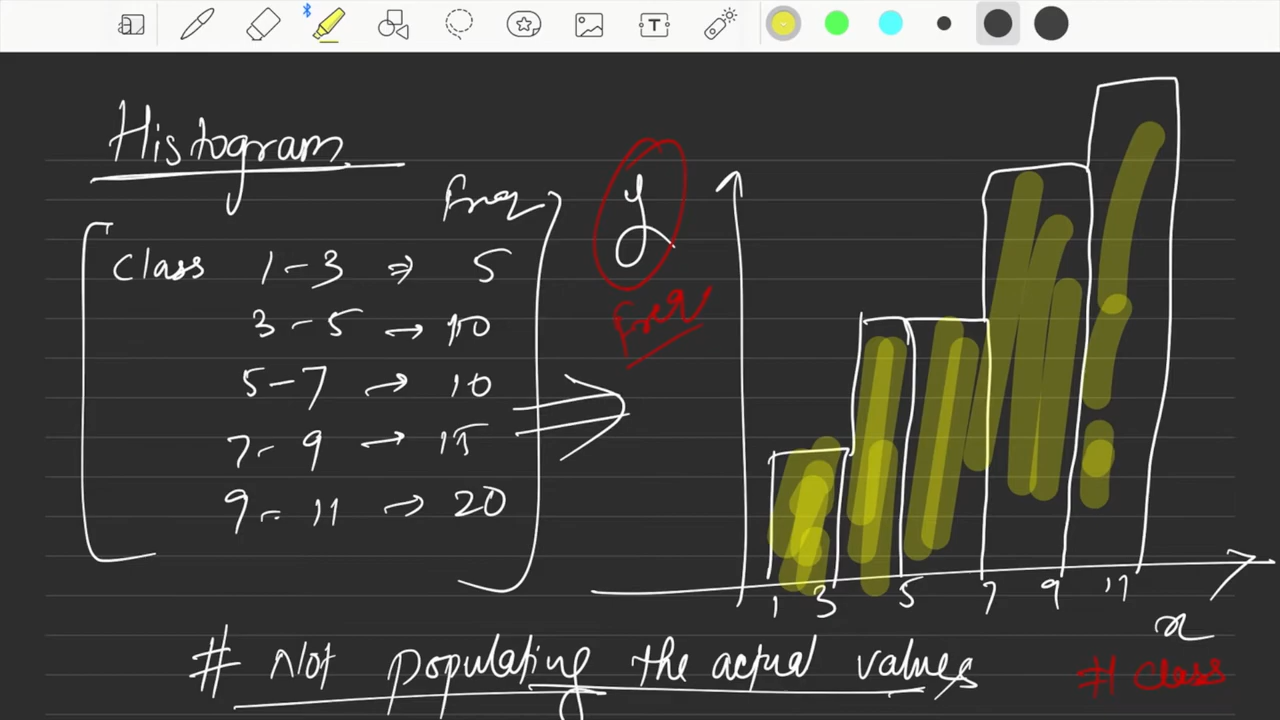 Histogram
Freq
Class 1-3 ⇒ 5
3-5 → 10
5-7 → 10
7-9 → 15
9-11 → 20
y
Freq
1 3 5 7 9 11
x
# Class
# Not populating the actual values
T